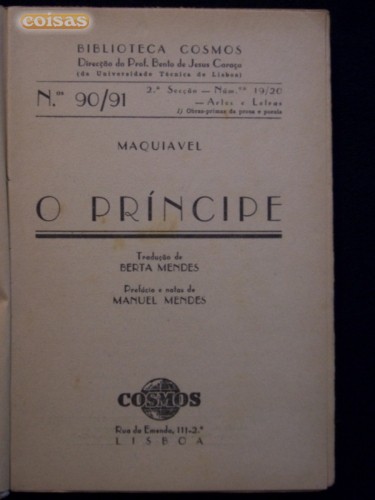 coisas
BIBLIOTECA COSMOS
Direcção do Prof. Bento de Jesus Caraça
(da Universidade Técnica de Lisboa)
N.os 90/91
2.ª Secção — Núm.os 19/20
— Artes e Letras
Obras-primas da prosa e poesia
MAQUIAVEL
O PRÍNCIPE
Tradução de
BERTA MENDES
Prefácio e notas de
MANUEL MENDES
COSMOS
Rua da Emenda, 111-2.º
LISBOA